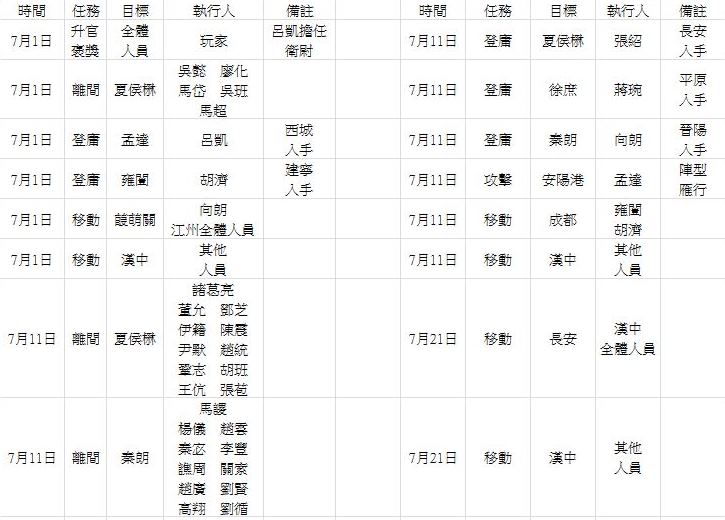 時間 任務 目標 執行人 備註 時間 任務 目標 執行人 備註
7月1日 升官 全體 玩家 呂凱擔任 7月11日 登庸 夏侯楙 張紹 長安
褒獎 人員 衛尉 入手
7月1日 離間 夏侯楙 吳懿 廖化 7月11日 登庸 徐庶 蔣琬 平原
馬岱 吳班 入手
馬超
7月1日 登庸 孟達 呂凱 西城 7月11日 登庸 秦朗 向朗 晉陽
入手 入手
7月1日 登庸 雍闓 胡濟 建寧 7月11日 攻擊 安陽港 孟達 陣型
入手 雁行
7月1日 移動 葭萌關 向朗 7月11日 移動 成都 雍闓
江州全體人員 胡濟
7月1日 移動 漢中 其他 7月11日 移動 漢中 其他
人員 人員
7月11日 離間 夏侯楙 諸葛亮 7月21日 移動 長安 漢中
董允 鄧芝 全體人員
伊籍 陳震
尹默 趙統
鞏志 胡班
王伉 張苞
7月11日 離間 秦朗 馬謖 7月21日 移動 漢中 其他
楊儀 趙雲 人員
秦宓 李豐
譙周 關索
趙廣 劉賢
高翔 劉循